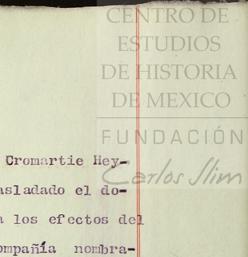 CENTRO DE
ESTUDIOS
DE HISTORIA
DE MEXICO
FUNDACIÓN
Carlos Slim
Cromartie Hey-
asladado el do-
a los efectos del
ompañía nombra-